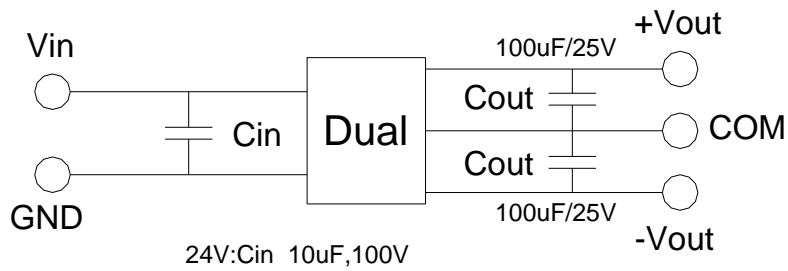 +Vout
Vin
100uF/25V
Cout
Cin
Dual
COM
Cout
GND
100uF/25V
-Vout
24V:Cin 10uF,100V